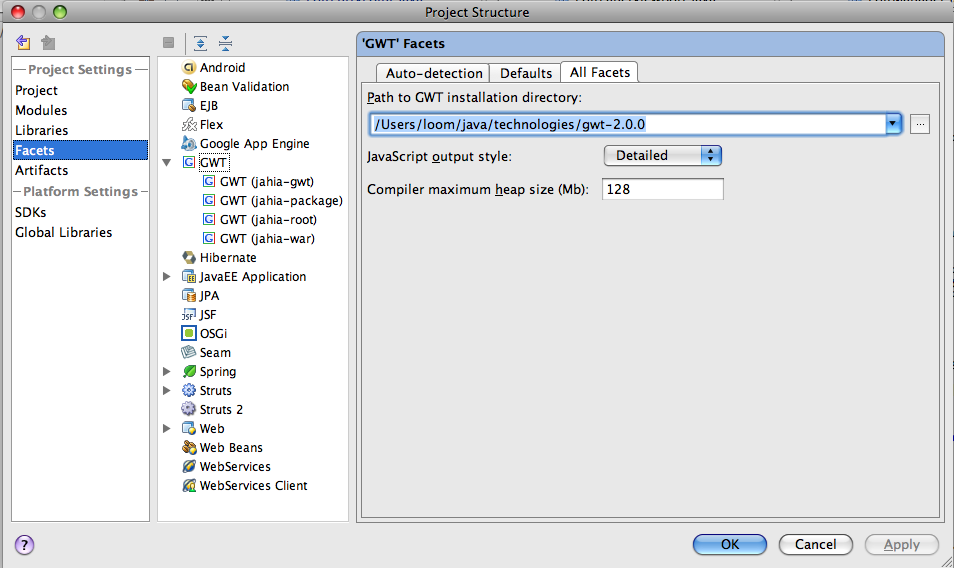 Project Structure
Project Settings
Project
Modules
Libraries
Facets
Artifacts
Platform Settings
SDKs
Global Libraries
Android
Bean Validation
EJB
Flex
Google App Engine
GWT
GWT (jahia-gwt)
GWT (jahia-package)
GWT (jahia-root)
GWT (jahia-war)
Hibernate
JavaEE Application
JPA
JSF
OSGi
Seam
Spring
Struts
Struts 2
Web
Web Beans
WebServices
WebServices Client
'GWT' Facets
Auto-detection Defaults All Facets
Path to GWT installation directory:
/Users/loom/java/technologies/gwt-2.0.0 ...
JavaScript output style: Detailed
Compiler maximum heap size (Mb): 128
? OK Cancel Apply